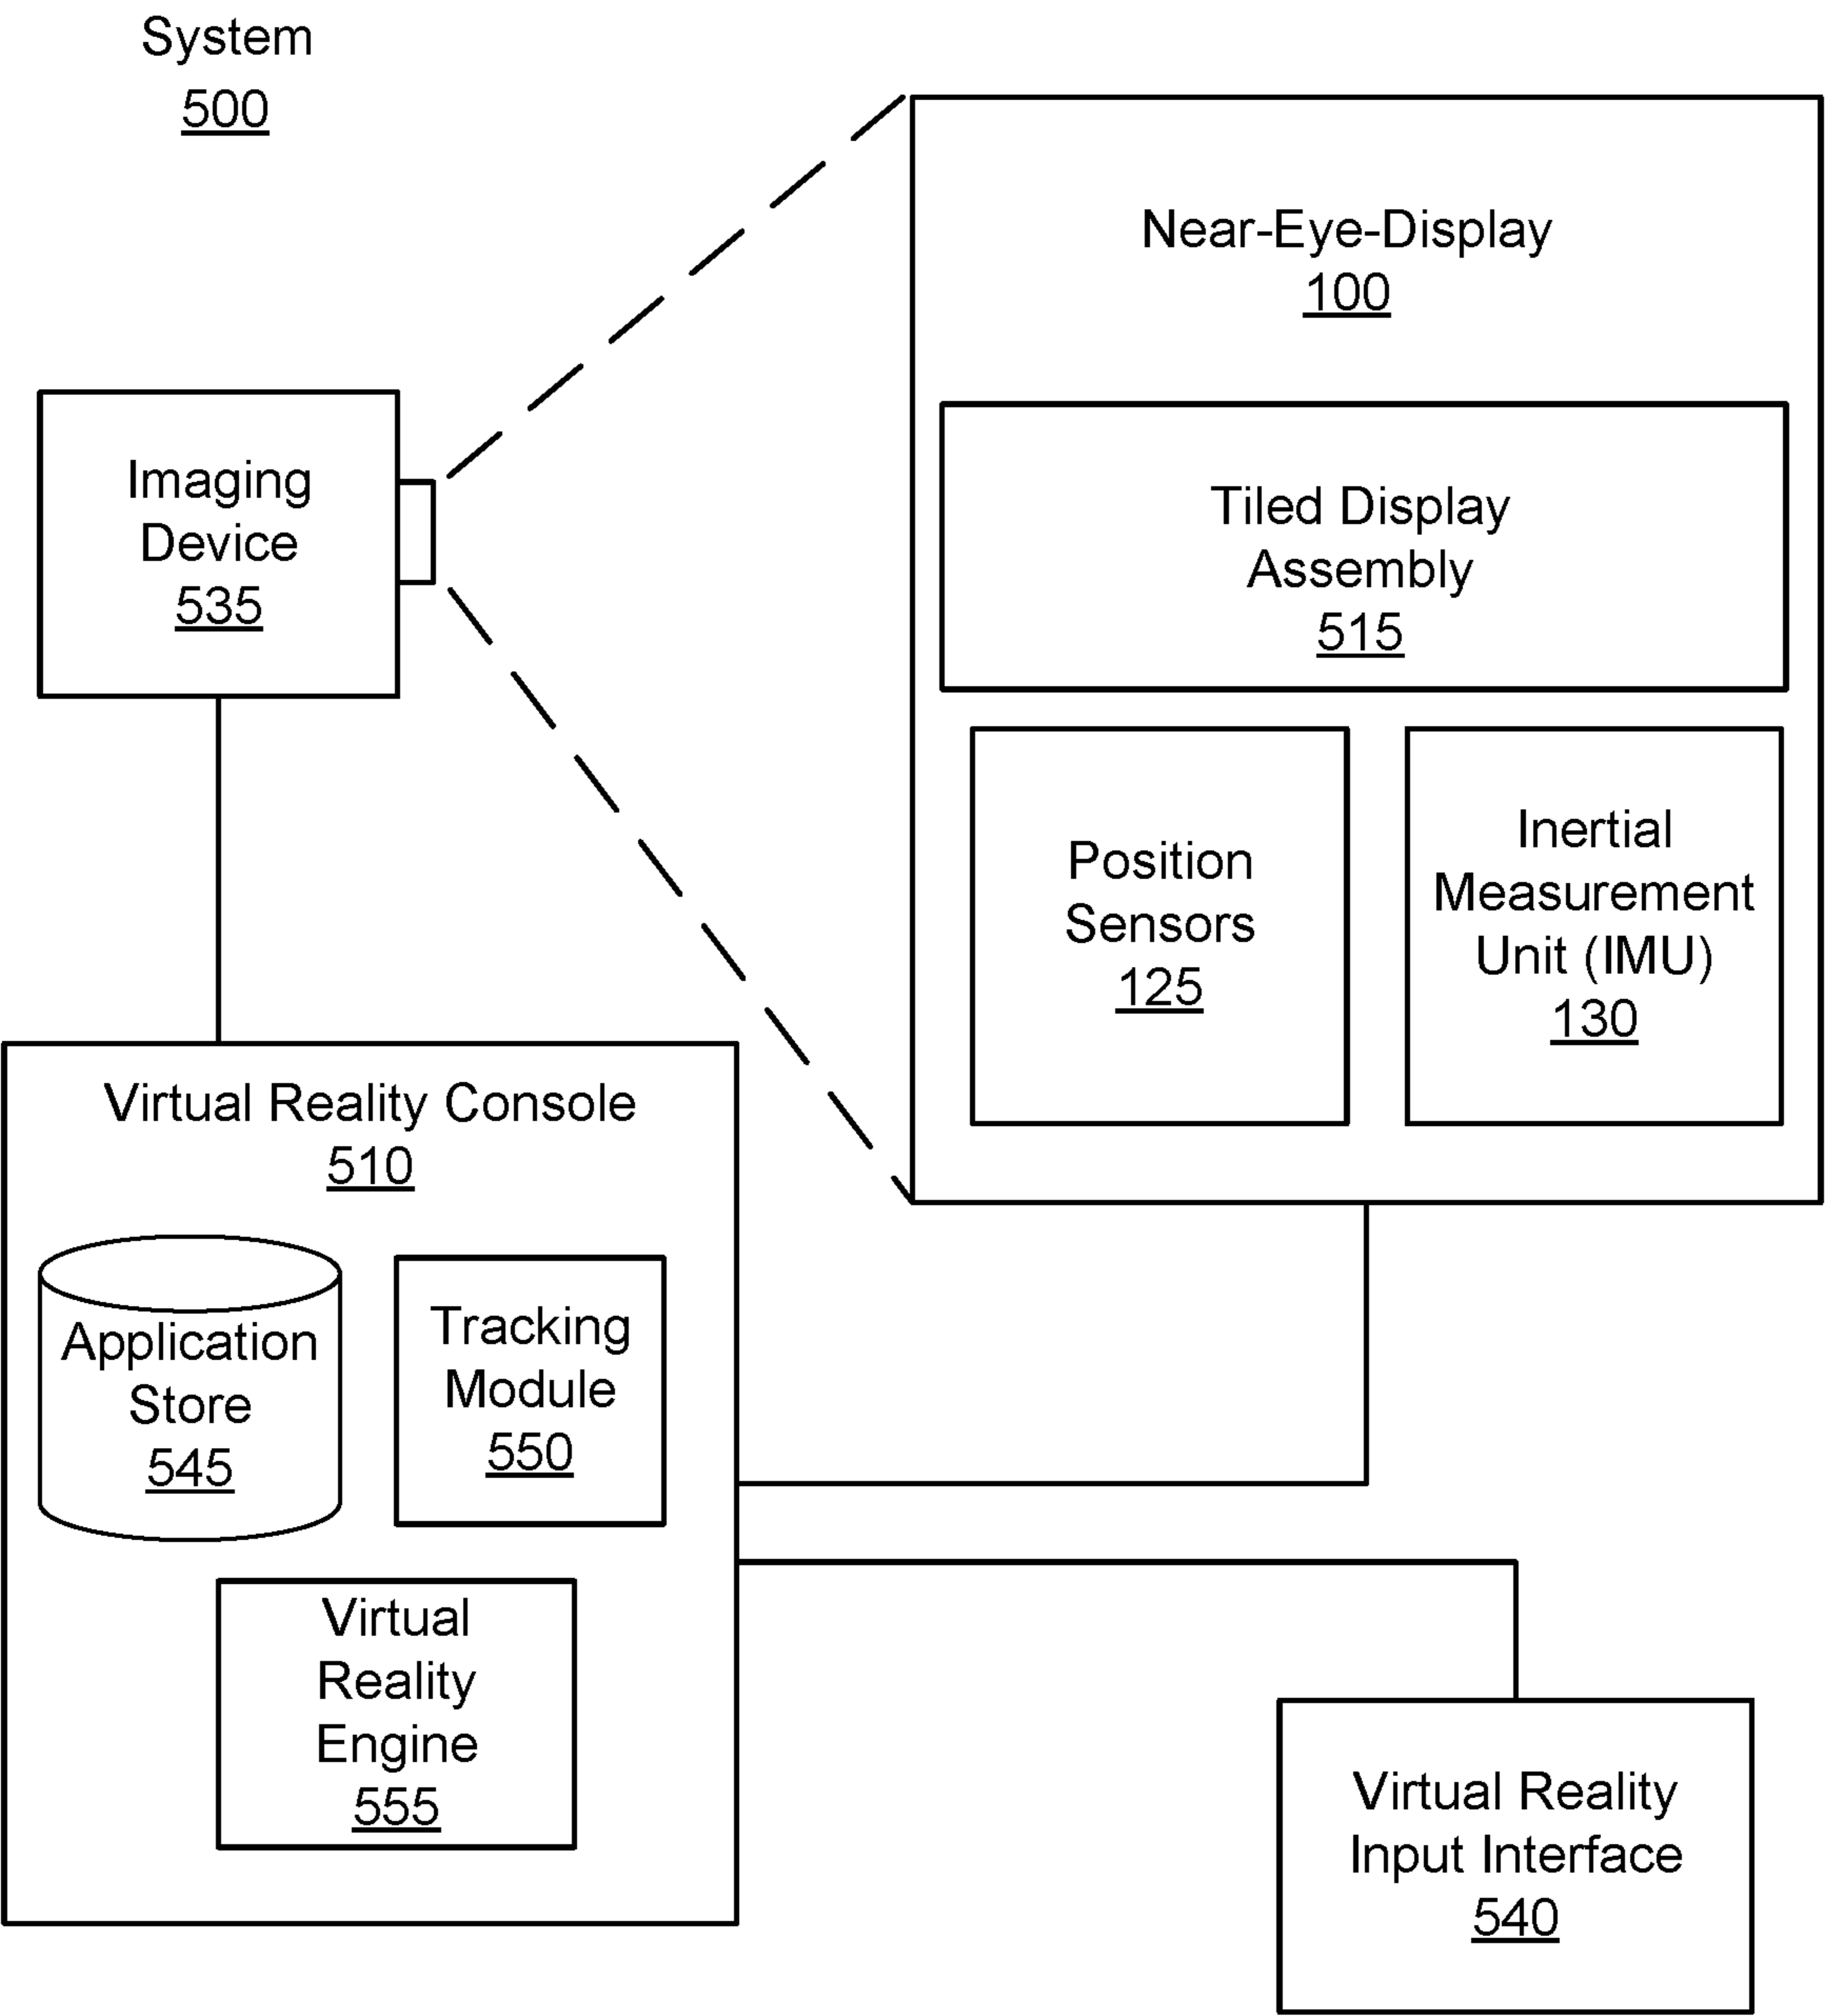 System
500
Near-Eye-Display
100
Imaging
Device
535
Tiled Display
Assembly
515
Position
Sensors
125
Inertial
Measurement
Unit (IMU)
130
Virtual Reality Console
510
Application
Store
545
Tracking
Module
550
Virtual
Reality
Engine
555
Virtual Reality
Input Interface
540